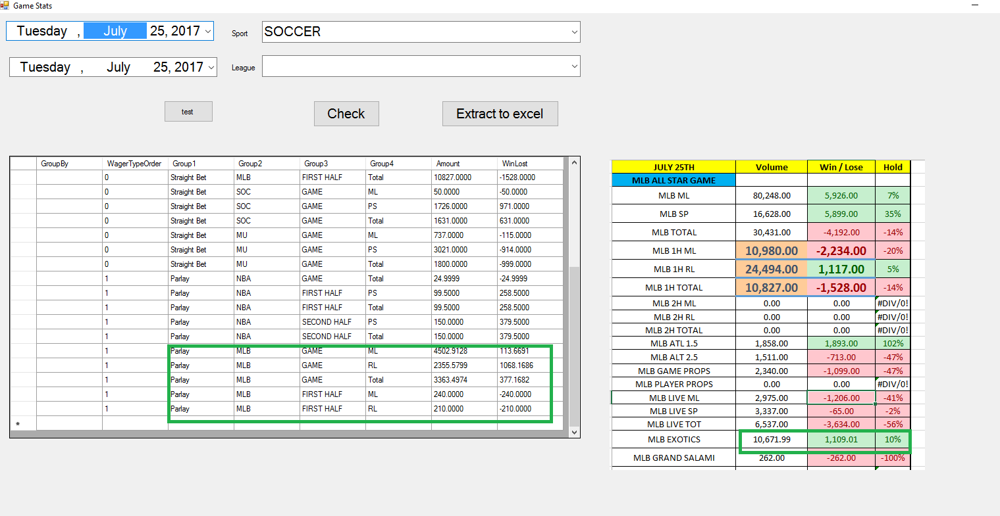 Game Stats
Tuesday , July 25, 2017
Sport
SOCCER
Tuesday , July 25, 2017
League
test
Check
Extract to excel
GroupBy WagerTypeOrder Group1 Group2 Group3 Group4 Amount WinLost
0 Straight Bet MLB FIRST HALF Total 10827.0000 -1528.0000
0 Straight Bet SOC GAME ML 50.0000 -50.0000
0 Straight Bet SOC GAME PS 1726.0000 971.0000
0 Straight Bet SOC GAME Total 1631.0000 631.0000
0 Straight Bet MU GAME ML 737.0000 -115.0000
0 Straight Bet MU GAME PS 3021.0000 -914.0000
0 Straight Bet MU GAME Total 1800.0000 -999.0000
1 Parlay NBA GAME Total 24.9999 -24.9999
1 Parlay NBA FIRST HALF PS 99.5000 258.5000
1 Parlay NBA FIRST HALF Total 99.5000 258.5000
1 Parlay NBA SECOND HALF PS 150.0000 379.5000
1 Parlay NBA SECOND HALF Total 150.0000 379.5000
1 Parlay MLB GAME ML 4502.9128 113.6691
1 Parlay MLB GAME RL 2355.5799 1068.1686
1 Parlay MLB GAME Total 3363.4974 377.1682
1 Parlay MLB FIRST HALF ML 240.0000 -240.0000
1 Parlay MLB FIRST HALF RL 210.0000 -210.0000
*
JULY 25TH Volume Win / Lose Hold
MLB ALL STAR GAME
MLB ML 80,248.00 5,926.00 7%
MLB SP 16,628.00 5,899.00 35%
MLB TOTAL 30,431.00 -4,192.00 -14%
MLB 1H ML 10,980.00 -2,234.00 -20%
MLB 1H RL 24,494.00 1,117.00 5%
MLB 1H TOTAL 10,827.00 -1,528.00 -14%
MLB 2H ML 0.00 0.00 #DIV/0!
MLB 2H RL 0.00 0.00 #DIV/0!
MLB 2H TOTAL 0.00 0.00 #DIV/0!
MLB ATL 1.5 1,858.00 1,893.00 102%
MLB ALT 2.5 1,511.00 -713.00 -47%
MLB GAME PROPS 2,340.00 -1,099.00 -47%
MLB PLAYER PROPS 0.00 0.00 #DIV/0!
MLB LIVE ML 2,975.00 -1,206.00 -41%
MLB LIVE SP 3,337.00 -65.00 -2%
MLB LIVE TOT 6,537.00 -3,634.00 -56%
MLB EXOTICS 10,671.99 1,109.01 10%
MLB GRAND SALAMI 262.00 -262.00 -100%